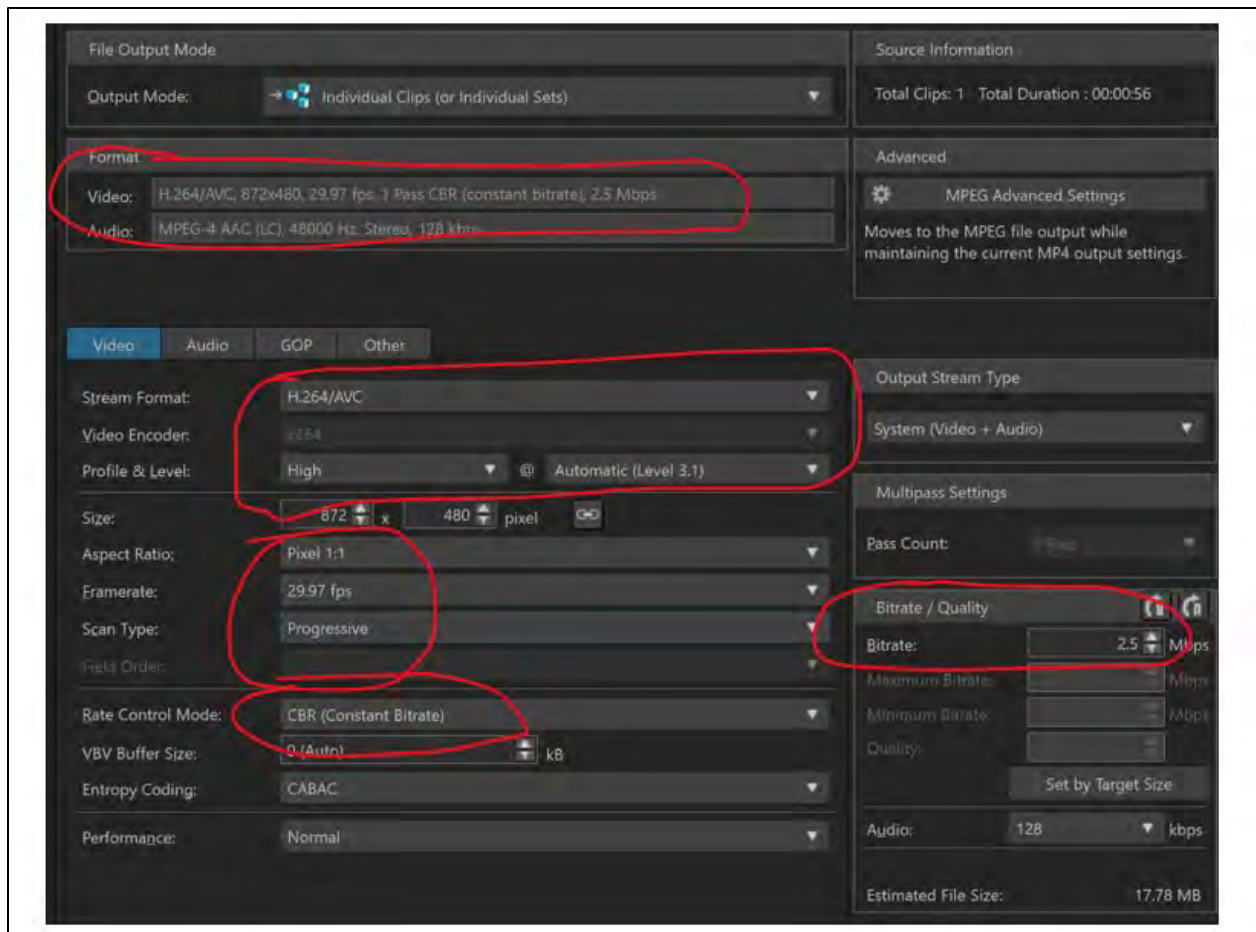 File Output Mode
Output Mode: Individual Clips (or Individual Sets)
Source Information
Total Clips: 1 Total Duration : 00:00:56
Format
Video: H.264/AVC, 872x480, 29.97 fps, 1 Pass CBR (constant bitrate), 2.5 Mbps
Audio: MPEG-4 AAC (LC), 48000 Hz, Stereo, 128 kbps
Advanced
MPEG Advanced Settings
Moves to the MPEG file output while
maintaining the current MP4 output settings.
Video Audio GOP Other
Stream Format: H.264/AVC
Video Encoder: x264
Profile & Level: High @ Automatic (Level 3.1)
Size: 872 x 480 pixel
Aspect Ratio: Pixel 1:1
Framerate: 29.97 fps
Scan Type: Progressive
Field Order:
Rate Control Mode: CBR (Constant Bitrate)
VBV Buffer Size: 0 (Auto) kB
Entropy Coding: CABAC
Performance: Normal
Output Stream Type
System (Video + Audio)
Multipass Settings
Pass Count: 1 Pass
Bitrate / Quality
Bitrate: 2.5 Mbps
Maximum Bitrate: Mbps
Minimum Bitrate: Mbps
Quality:
Set by Target Size
Audio: 128 kbps
Estimated File Size: 17.78 MB